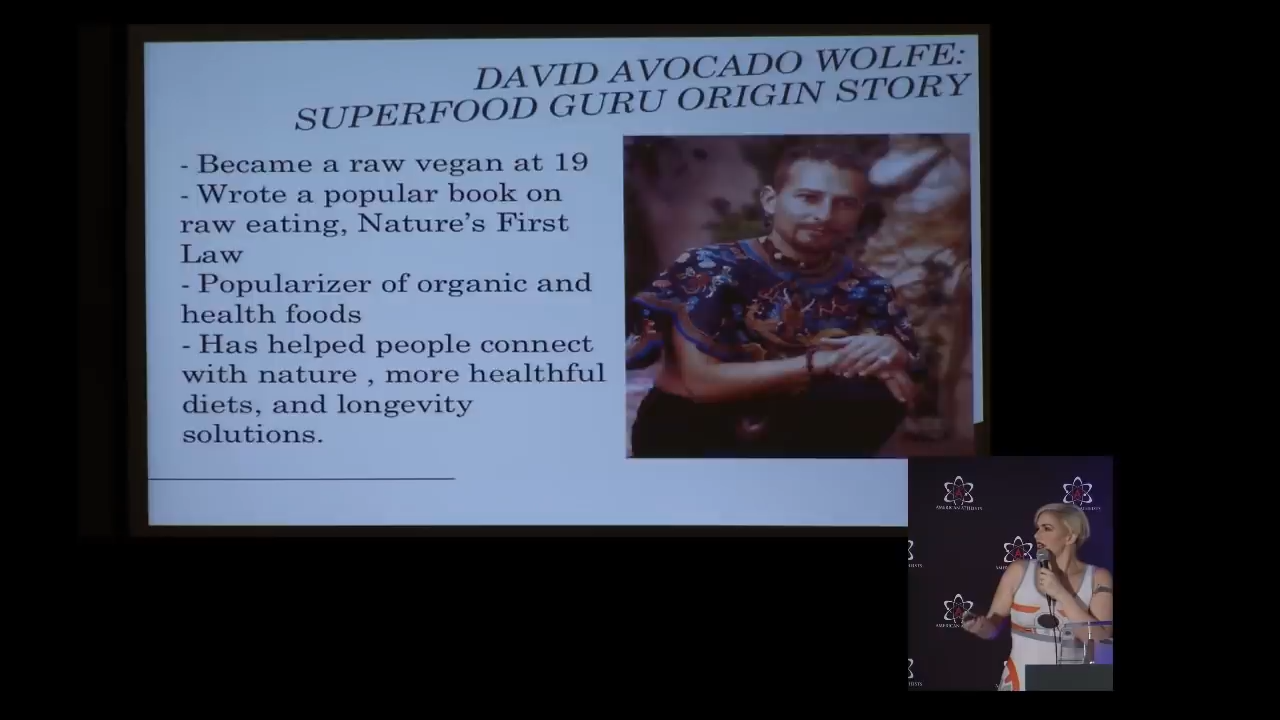 DAVID AVOCADO WOLFE:
SUPERFOOD GURU ORIGIN STORY
- Became a raw vegan at 19
- Wrote a popular book on
raw eating, Nature's First
Law
- Popularizer of organic and
health foods
- Has helped people connect
with nature , more healthful
diets, and longevity
solutions.
AMERICAN ATHEISTS